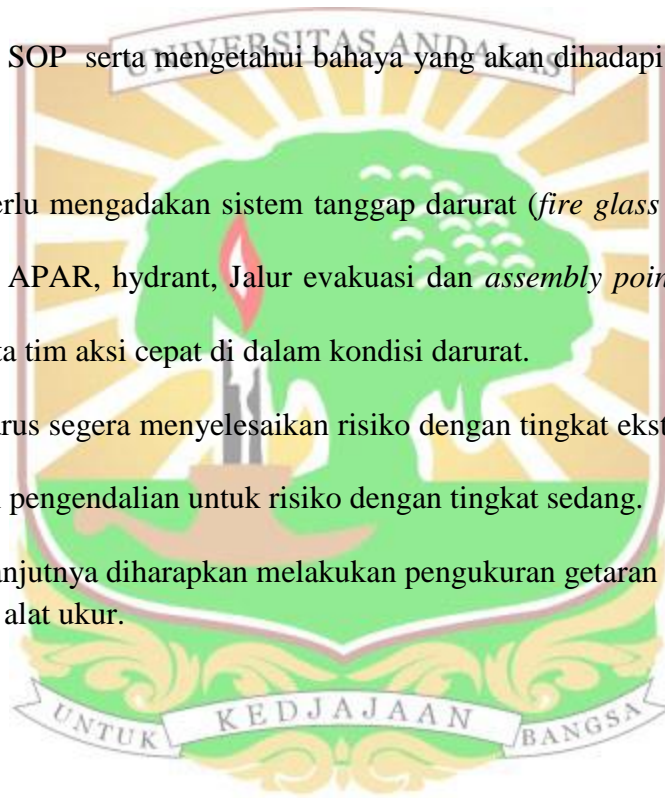 UNIVERSITAS ANDALAS
SOP serta mengetahui bahaya yang akan dihadapi
erlu mengadakan sistem tanggap darurat (fire glass
APAR, hydrant, Jalur evakuasi dan assembly poin
ta tim aksi cepat di dalam kondisi darurat.
arus segera menyelesaikan risiko dengan tingkat ekst
pengendalian untuk risiko dengan tingkat sedang.
anjutnya diharapkan melakukan pengukuran getaran
alat ukur.
UNTUK KEDJAJAAN BANGSA